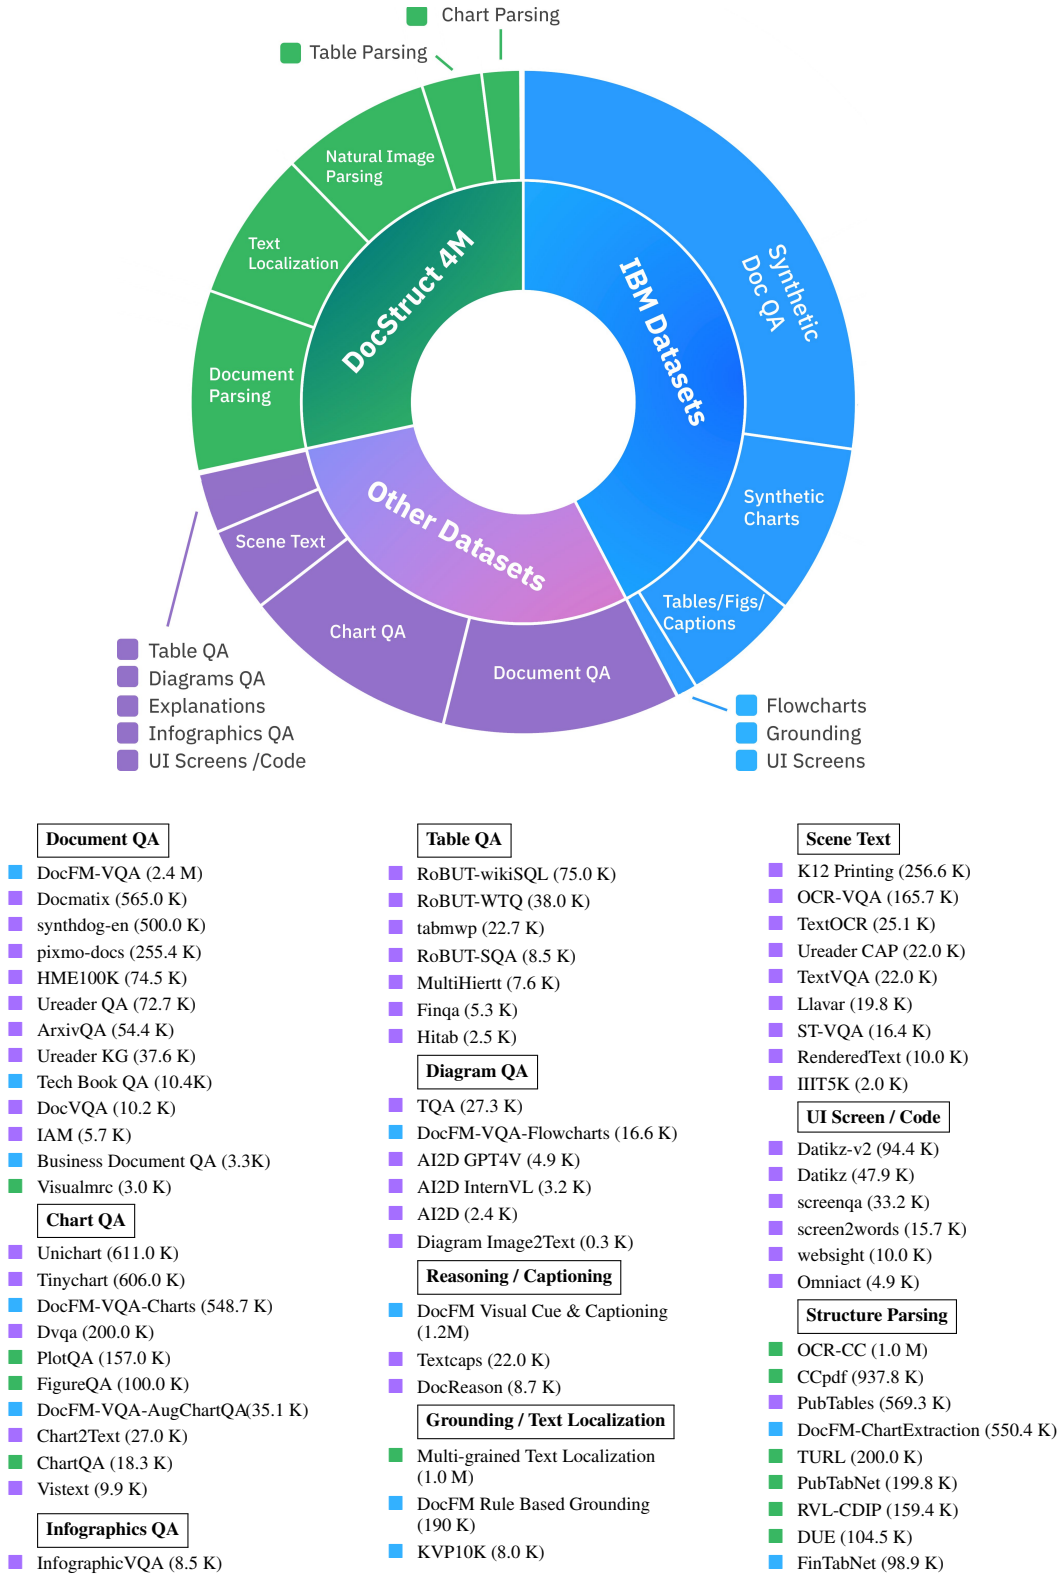 Chart Parsing
Table Parsing
Natural Image
Parsing
Text
Localization
Document
Parsing
DocStruct 4M
IBM Datasets
Other Datasets
Synthetic
Doc QA
Synthetic
Charts
Tables/Figs/
Captions
Scene Text
Chart QA
Document QA
Table QA
Diagrams QA
Explanations
Infographics QA
UI Screens /Code
Flowcharts
Grounding
UI Screens
Document QA
DocFM-VQA (2.4 M)
Docmatix (565.0 K)
synthdog-en (500.0 K)
pixmo-docs (255.4 K)
HME100K (74.5 K)
Ureader QA (72.7 K)
ArxivQA (54.4 K)
Ureader KG (37.6 K)
Tech Book QA (10.4K)
DocVQA (10.2 K)
IAM (5.7 K)
Business Document QA (3.3K)
Visualmrc (3.0 K)
Chart QA
Unichart (611.0 K)
Tinychart (606.0 K)
DocFM-VQA-Charts (548.7 K)
Dvqa (200.0 K)
PlotQA (157.0 K)
FigureQA (100.0 K)
DocFM-VQA-AugChartQA(35.1 K)
Chart2Text (27.0 K)
ChartQA (18.3 K)
Vistext (9.9 K)
Infographics QA
InfographicVQA (8.5 K)
Table QA
RoBUT-wikiSQL (75.0 K)
RoBUT-WTQ (38.0 K)
tabmwp (22.7 K)
RoBUT-SQA (8.5 K)
MultiHiertt (7.6 K)
Finqa (5.3 K)
Hitab (2.5 K)
Diagram QA
TQA (27.3 K)
DocFM-VQA-Flowcharts (16.6 K)
AI2D GPT4V (4.9 K)
AI2D InternVL (3.2 K)
AI2D (2.4 K)
Diagram Image2Text (0.3 K)
Reasoning / Captioning
DocFM Visual Cue & Captioning
(1.2M)
Textcaps (22.0 K)
DocReason (8.7 K)
Grounding / Text Localization
Multi-grained Text Localization
(1.0 M)
DocFM Rule Based Grounding
(190 K)
KVP10K (8.0 K)
Scene Text
K12 Printing (256.6 K)
OCR-VQA (165.7 K)
TextOCR (25.1 K)
Ureader CAP (22.0 K)
TextVQA (22.0 K)
Llavar (19.8 K)
ST-VQA (16.4 K)
RenderedText (10.0 K)
IIIT5K (2.0 K)
UI Screen / Code
Datikz-v2 (94.4 K)
Datikz (47.9 K)
screenqa (33.2 K)
screen2words (15.7 K)
websight (10.0 K)
Omniact (4.9 K)
Structure Parsing
OCR-CC (1.0 M)
CCpdf (937.8 K)
PubTables (569.3 K)
DocFM-ChartExtraction (550.4 K)
TURL (200.0 K)
PubTabNet (199.8 K)
RVL-CDIP (159.4 K)
DUE (104.5 K)
FinTabNet (98.9 K)